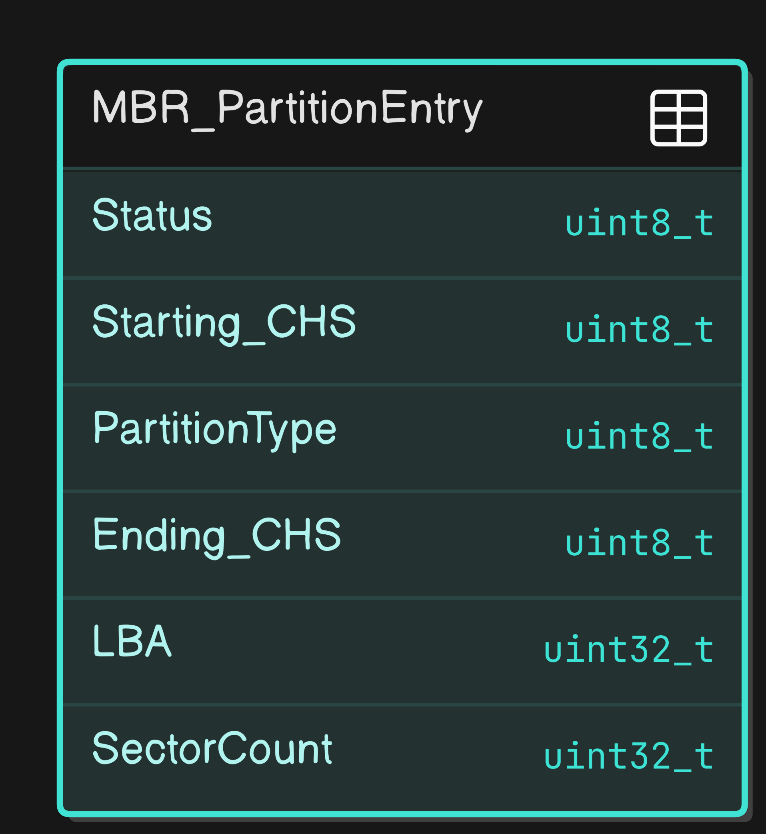 MBR_PartitionEntry
Status uint8_t
Starting_CHS uint8_t
PartitionType uint8_t
Ending_CHS uint8_t
LBA uint32_t
SectorCount uint32_t